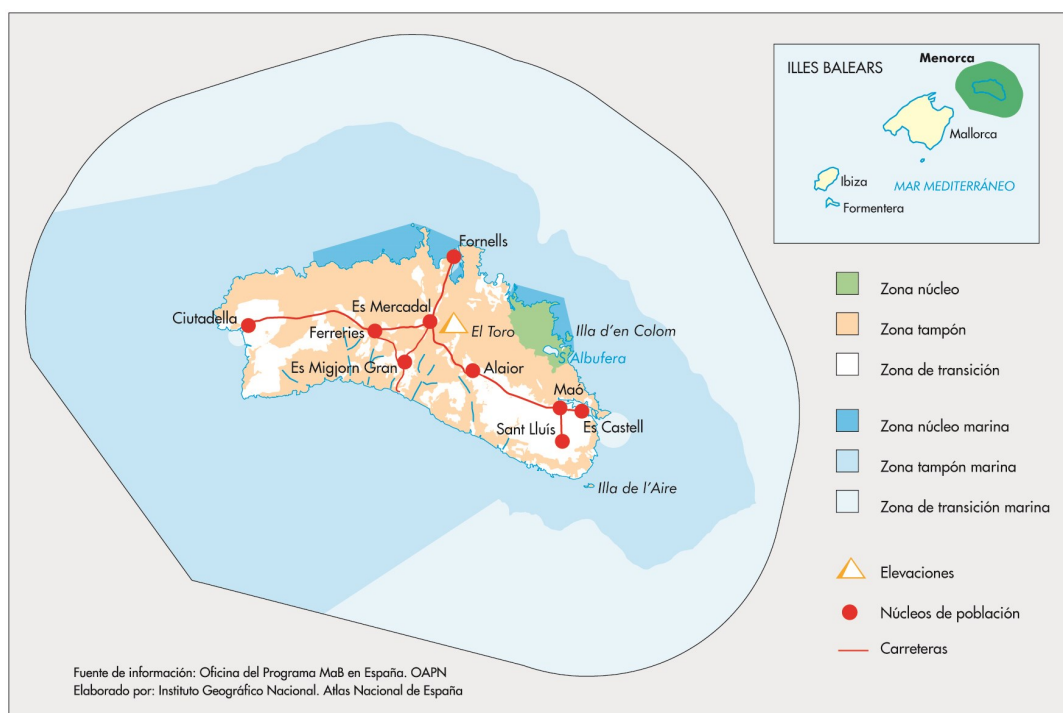 ILLES BALEARS
Menorca
Mallorca
Ibiza
MAR MEDITERRÁNEO
Formentera
Fornells
Es Mercadal
Ciutadella
Ferreries
El Toro
Illa d'en Colom
S'Albufera
Es Migjorn Gran
Alaior
Maó
Sant Lluís
Es Castell
Illa de l'Aire
Zona núcleo
Zona tampón
Zona de transición
Zona núcleo marina
Zona tampón marina
Zona de transición marina
Elevaciones
Núcleos de población
Carreteras
Fuente de información: Oficina del Programa MaB en España. OAPN
Elaborado por: Instituto Geográfico Nacional. Atlas Nacional de España